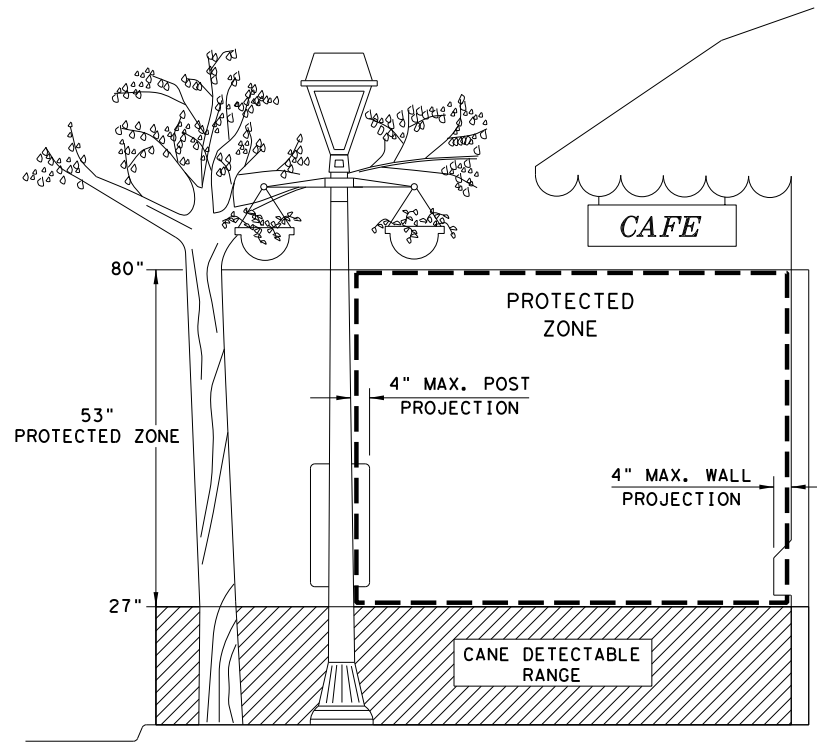 CAFE
80"
PROTECTED
ZONE
4" MAX. POST
PROJECTION
53"
PROTECTED ZONE
4" MAX. WALL
PROJECTION
27"
CANE DETECTABLE
RANGE